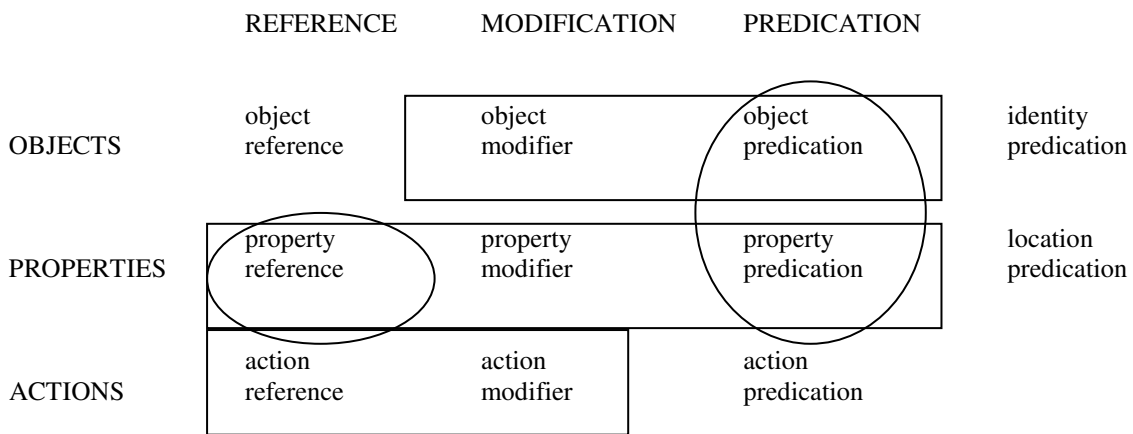 REFERENCE MODIFICATION PREDICATION
object object object identity
OBJECTS reference modifier predication predication
property property property location
PROPERTIES reference modifier predication predication
action action action
ACTIONS reference modifier predication